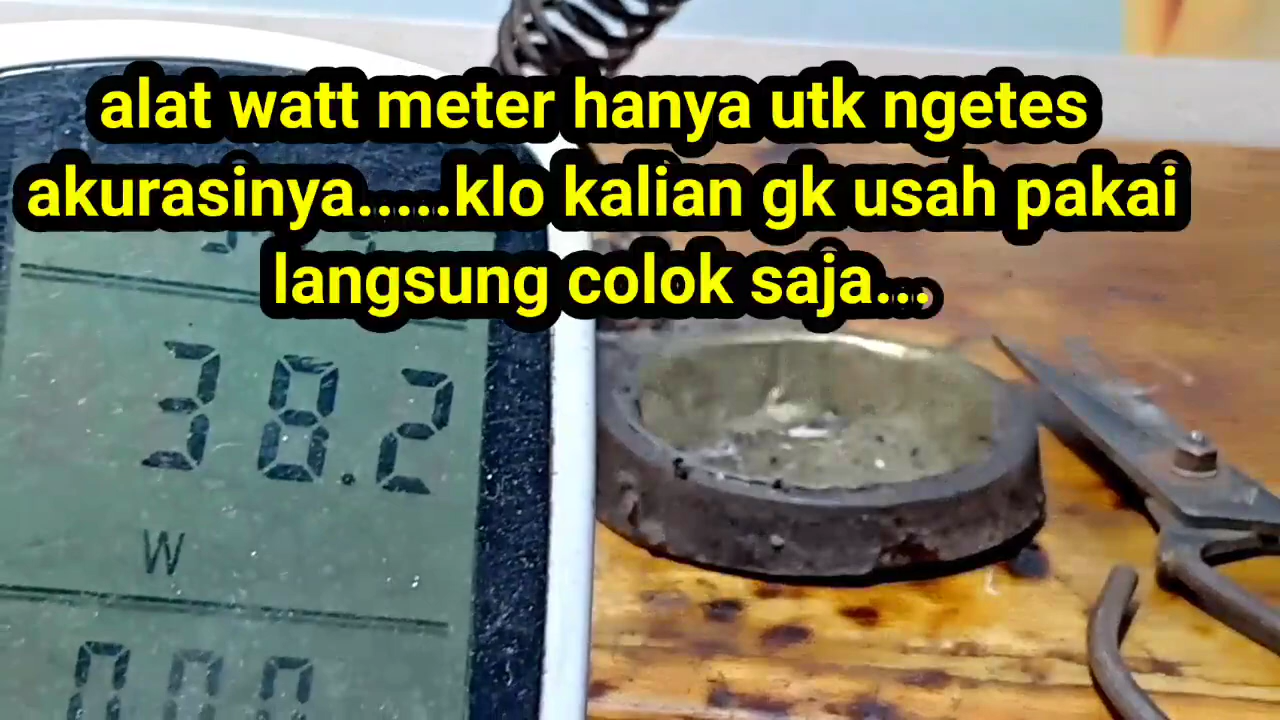 alat watt meter hanya utk ngetes
akurasinya.....klo kalian gk usah pakai
langsung colok saja...
38.2
W